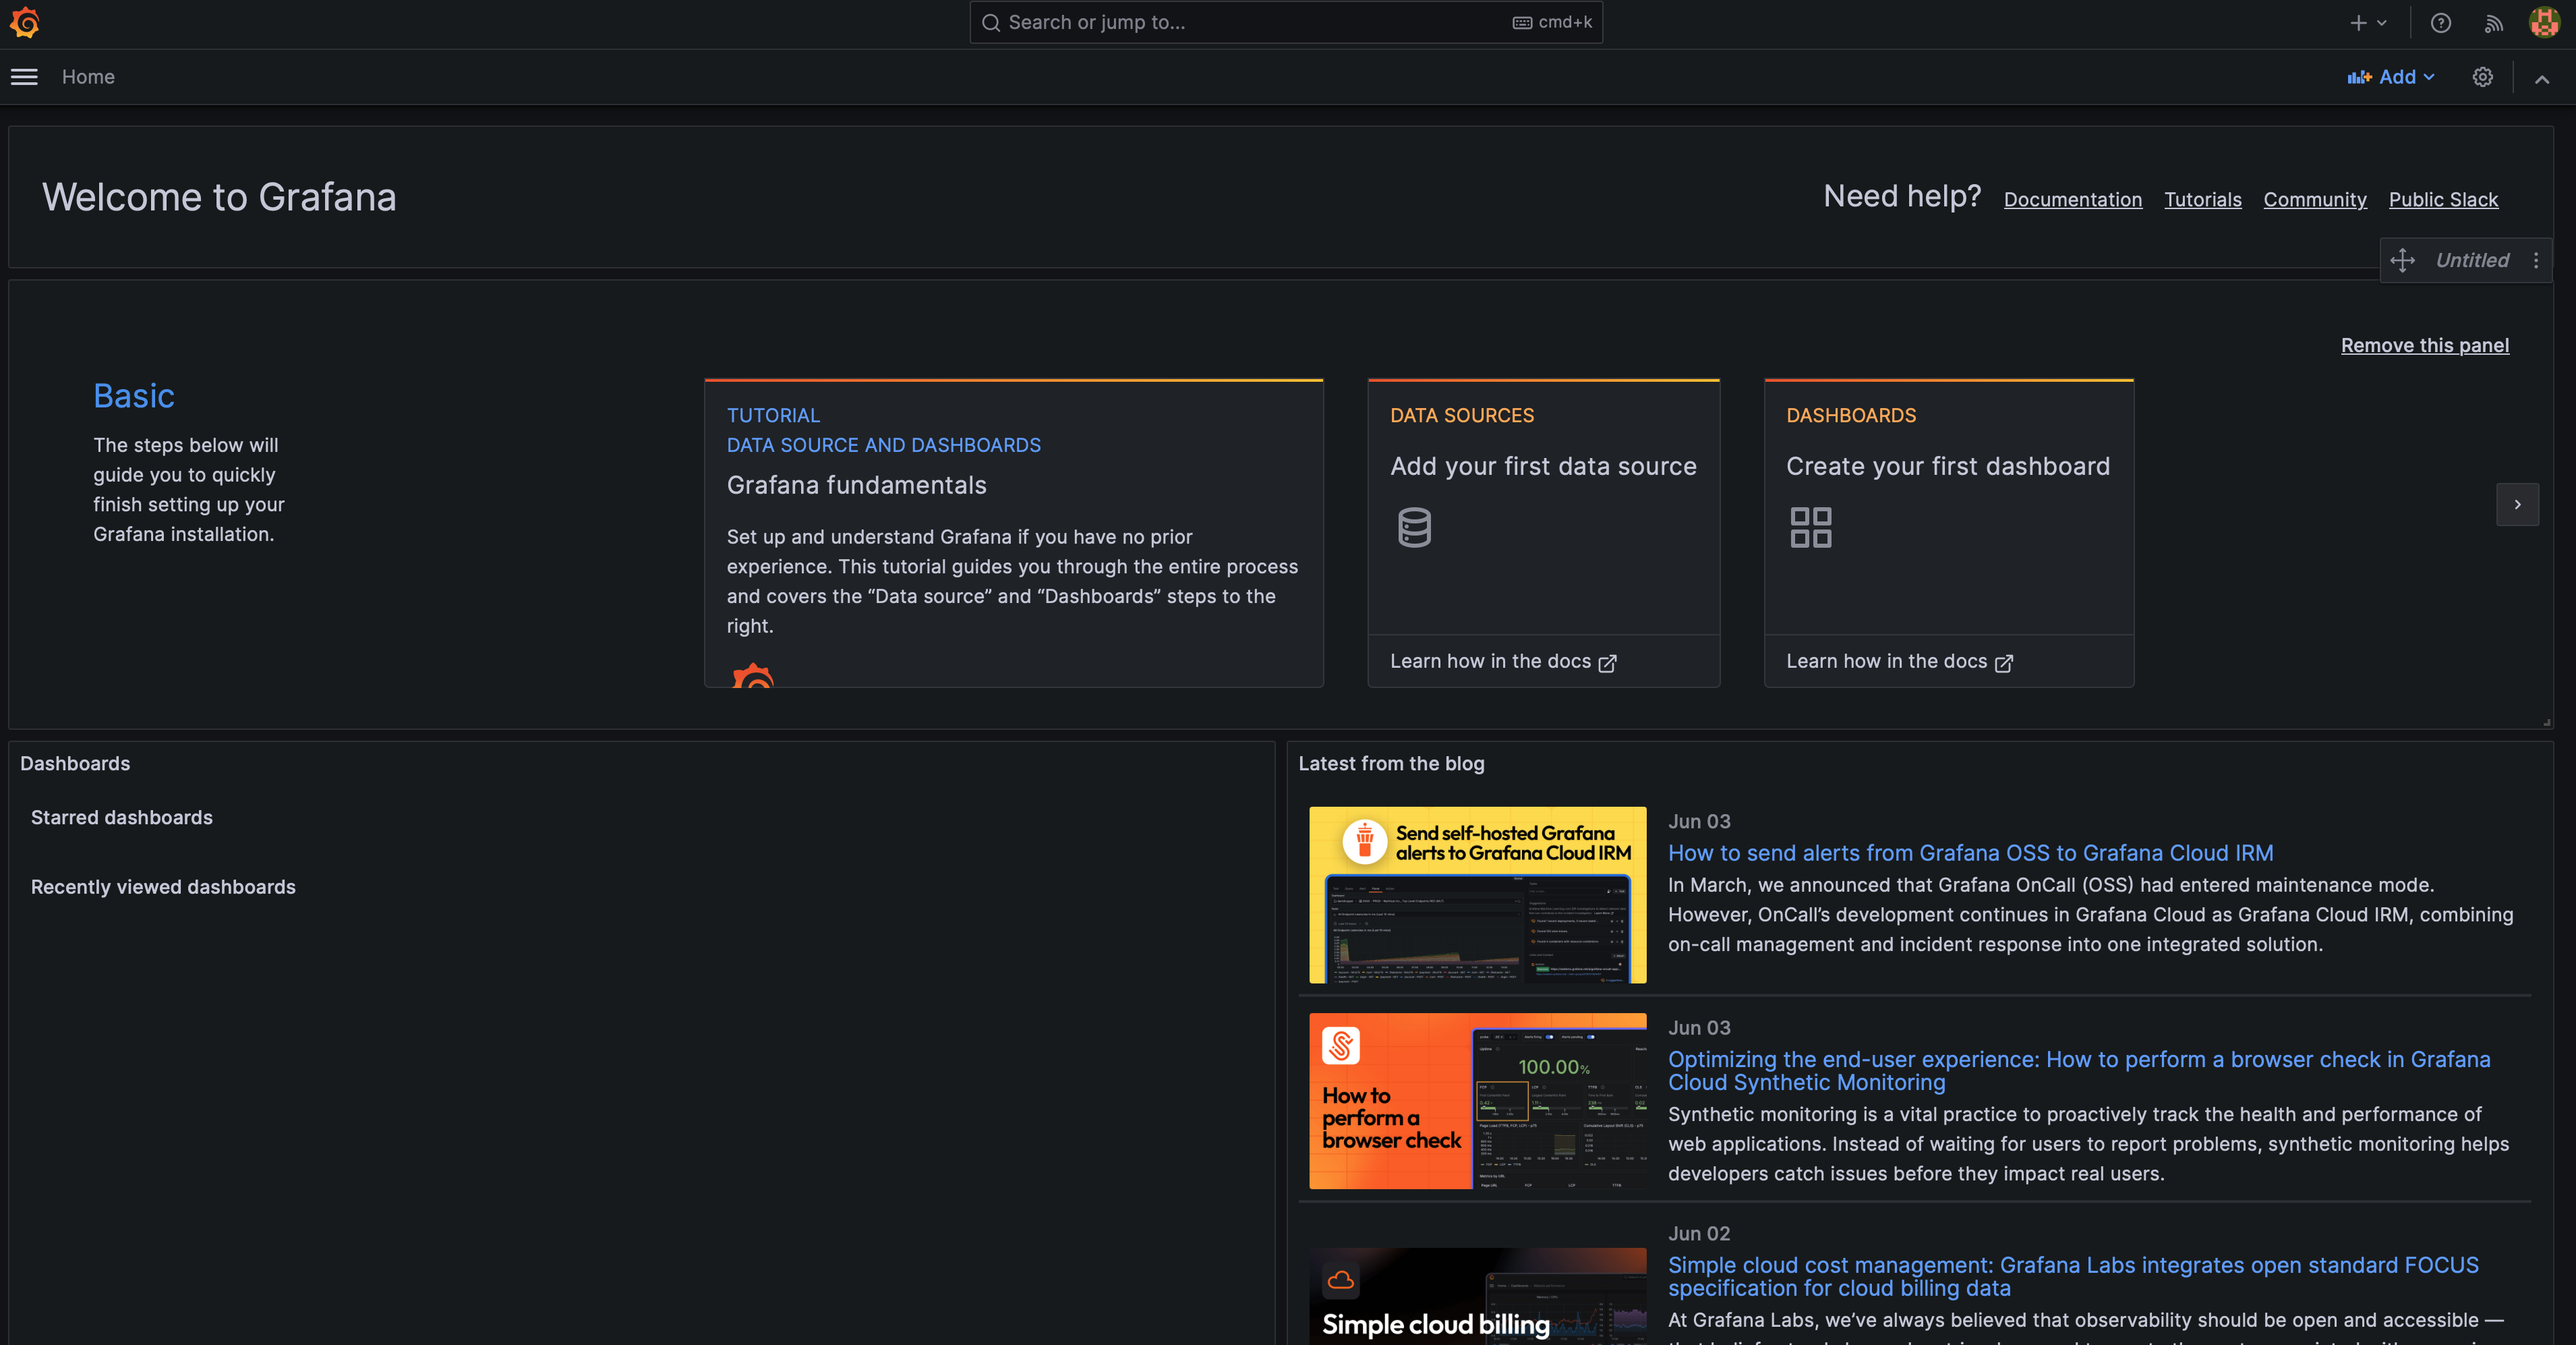 Search or jump to...
cmd+k
Home
Add
Welcome to Grafana
Need help?
Documentation
Tutorials
Community
Public Slack
Untitled
Remove this panel
Basic
The steps below will
guide you to quickly
finish setting up your
Grafana installation.
TUTORIAL
DATA SOURCE AND DASHBOARDS
Grafana fundamentals
Set up and understand Grafana if you have no prior
experience. This tutorial guides you through the entire process
and covers the “Data source” and “Dashboards” steps to the
right.
DATA SOURCES
Add your first data source
Learn how in the docs
DASHBOARDS
Create your first dashboard
Learn how in the docs
Dashboards
Starred dashboards
Recently viewed dashboards
Latest from the blog
Send self-hosted Grafana
alerts to Grafana Cloud IRM
Jun 03
How to send alerts from Grafana OSS to Grafana Cloud IRM
In March, we announced that Grafana OnCall (OSS) had entered maintenance mode.
However, OnCall’s development continues in Grafana Cloud as Grafana Cloud IRM, combining
on-call management and incident response into one integrated solution.
How to
perform a
browser check
100.00%
Jun 03
Optimizing the end-user experience: How to perform a browser check in Grafana
Cloud Synthetic Monitoring
Synthetic monitoring is a vital practice to proactively track the health and performance of
web applications. Instead of waiting for users to report problems, synthetic monitoring helps
developers catch issues before they impact real users.
Simple cloud billing
Jun 02
Simple cloud cost management: Grafana Labs integrates open standard FOCUS
specification for cloud billing data
At Grafana Labs, we’ve always believed that observability should be open and accessible —